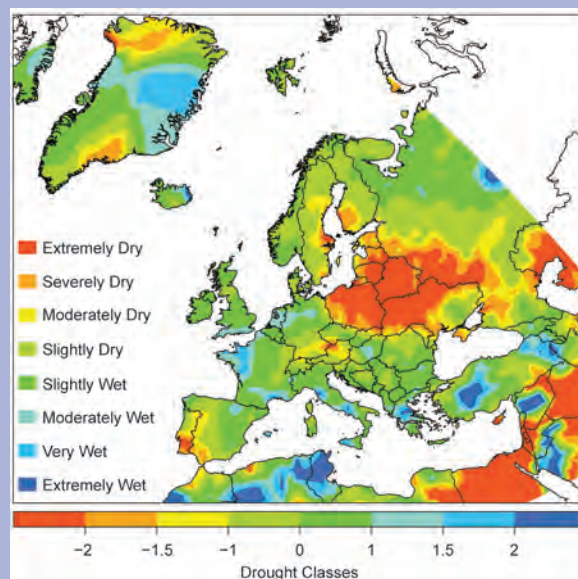 Extremely Dry
Severely Dry
Moderately Dry
Slightly Dry
Slightly Wet
Moderately Wet
Very Wet
Extremely Wet
−2 −1.5 −1 0 1 1.5 2
Drought Classes